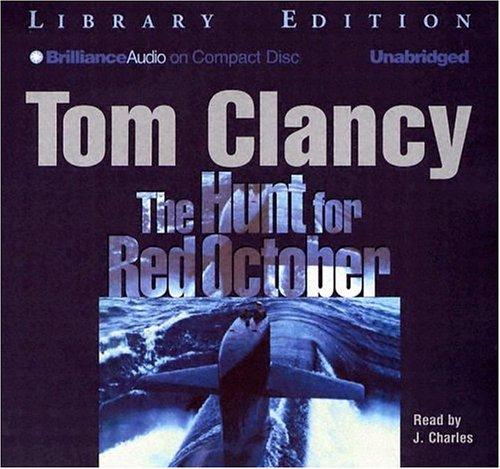 LIBRARY EDITION
BrillianceAudio on Compact Disc Unabridged
Tom Clancy
The Hunt for
Red October
Read by
J. Charles